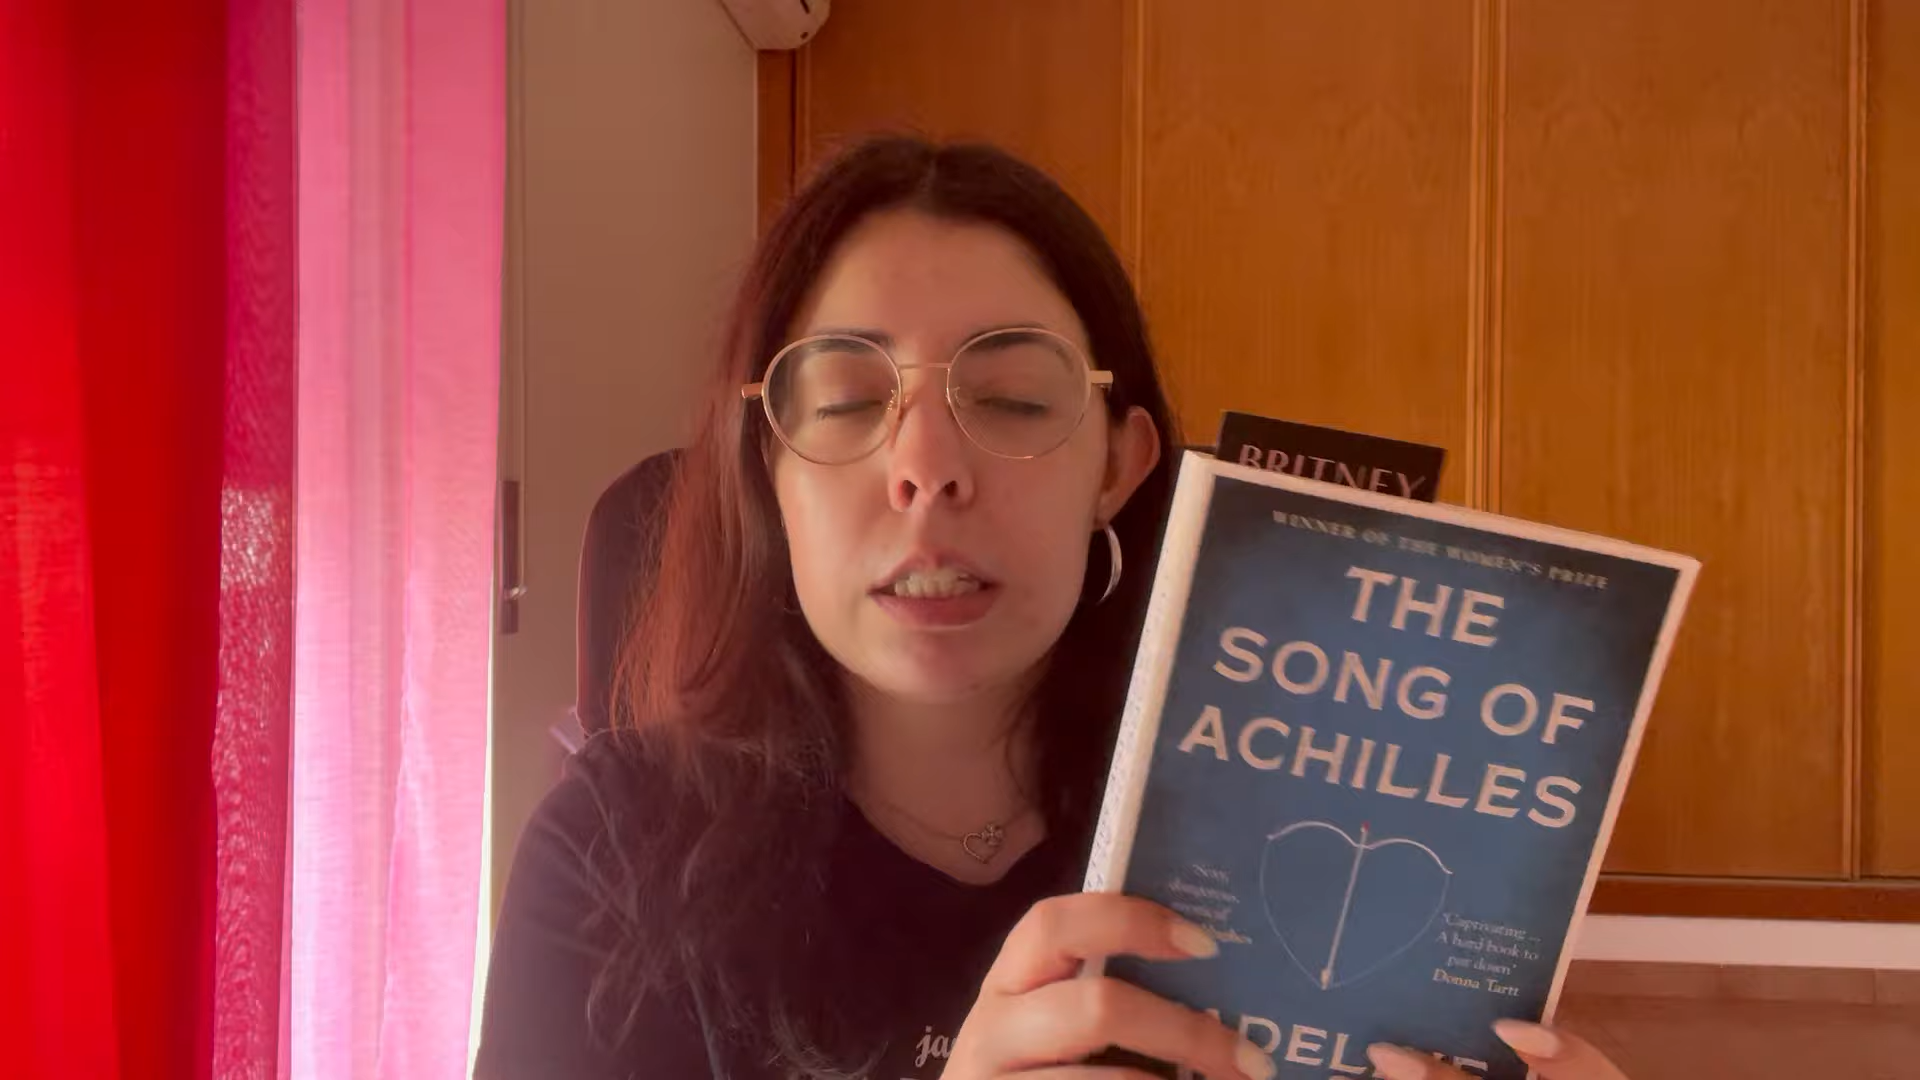 BRITNEY
WINNER OF THE WOMEN'S PRIZE
THE
SONG OF
ACHILLES
'Captivating ...
A hard book to
put down'
Donna Tartt